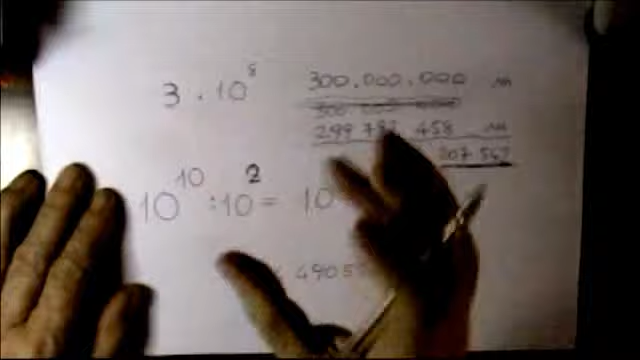 3 . 10⁸
300.000.000 m
299 792 458 m
207 542
10¹⁰ : 10² = 10
4905